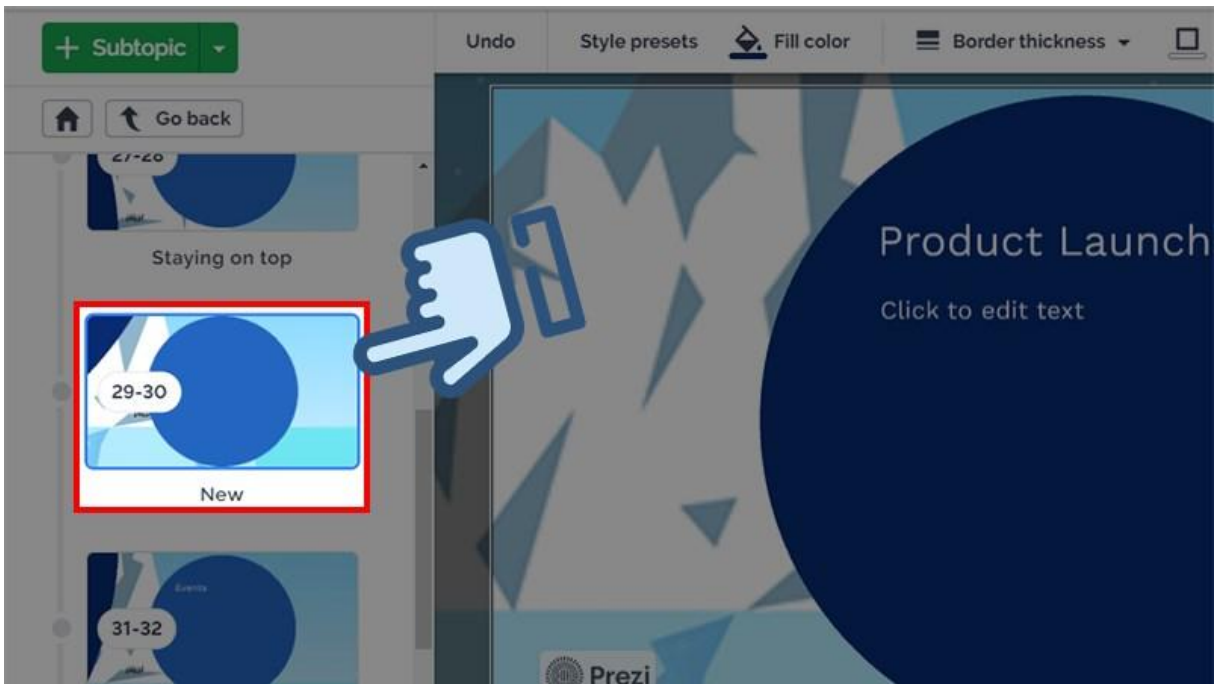 + Subtopic
Undo
Style presets
Fill color
Border thickness
Go back
27-28
Staying on top
29-30
New
Events
31-32
Product Launch
Click to edit text
Prezi